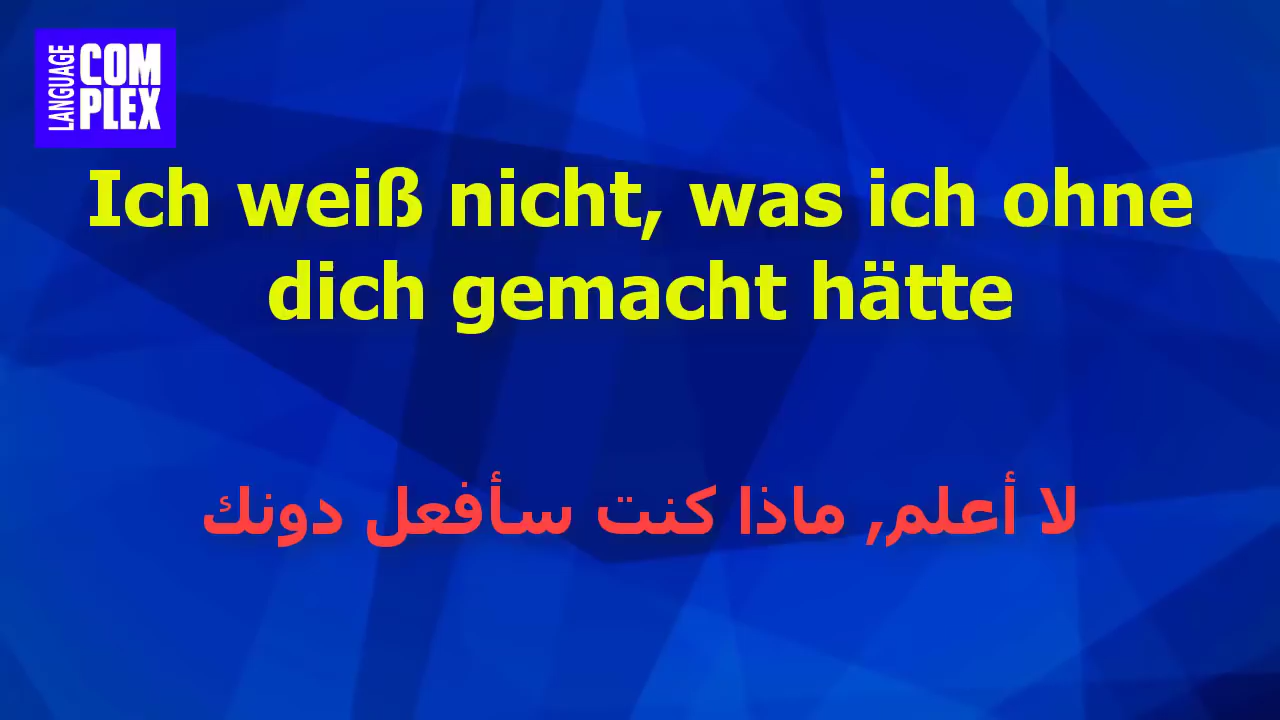 LANGUAGE
COM
PLEX
Ich weiß nicht, was ich ohne
dich gemacht hätte
لا أعلم, ماذا كنت سأفعل دونك